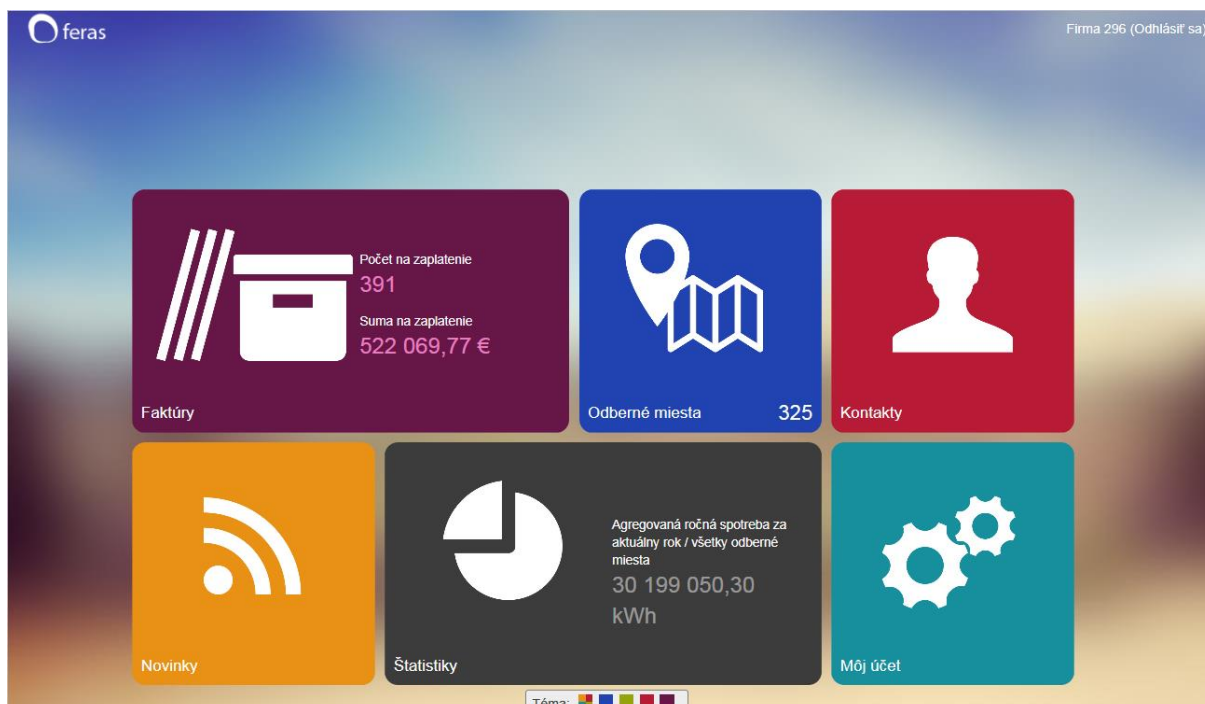 feras
Firma 296 (Odhlásiť sa)
Počet na zaplatenie
391
Suma na zaplatenie
522 069,77 €
Faktúry
Odberné miesta 325
Kontakty
Novinky
Agregovaná ročná spotreba za
aktuálny rok / všetky odberné
miesta
30 199 050,30
kWh
Štatistiky
Môj účet
Téma: